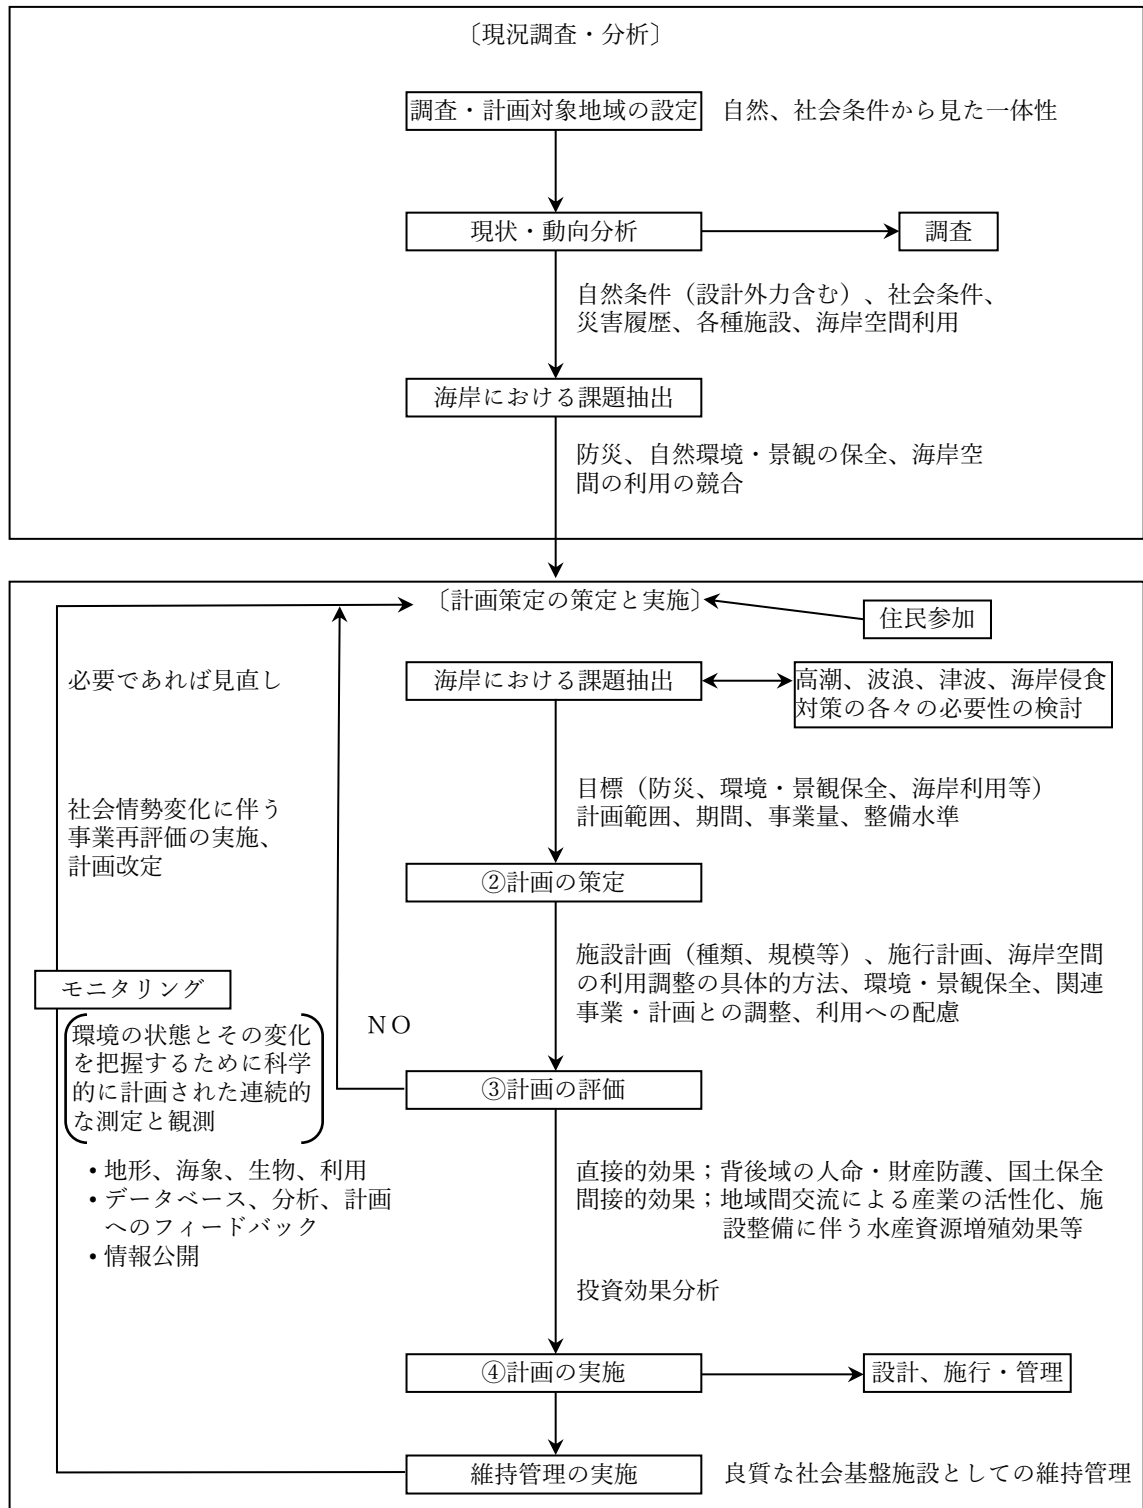 〔現況調査・分析〕
調査・計画対象地域の設定
自然、社会条件から見た一体性
現状・動向分析
調査
自然条件（設計外力含む）、社会条件、
災害履歴、各種施設、海岸空間利用
海岸における課題抽出
防災、自然環境・景観の保全、海岸空
間の利用の競合
〔計画策定の策定と実施〕
住民参加
必要であれば見直し
海岸における課題抽出
高潮、波浪、津波、海岸侵食
対策の各々の必要性の検討
目標（防災、環境・景観保全、海岸利用等）
計画範囲、期間、事業量、整備水準
社会情勢変化に伴う
事業再評価の実施、
計画改定
②計画の策定
施設計画（種類、規模等）、施行計画、海岸空間
の利用調整の具体的方法、環境・景観保全、関連
事業・計画との調整、利用への配慮
モニタリング
環境の状態とその変化
を把握するために科学
的に計画された連続的
な測定と観測
NO
③計画の評価
・地形、海象、生物、利用
・データベース、分析、計画
へのフィードバック
・情報公開
直接的効果；背後域の人命・財産防護、国土保全
間接的効果；地域間交流による産業の活性化、施
設整備に伴う水産資源増殖効果等
投資効果分析
④計画の実施
設計、施行・管理
維持管理の実施
良質な社会基盤施設としての維持管理